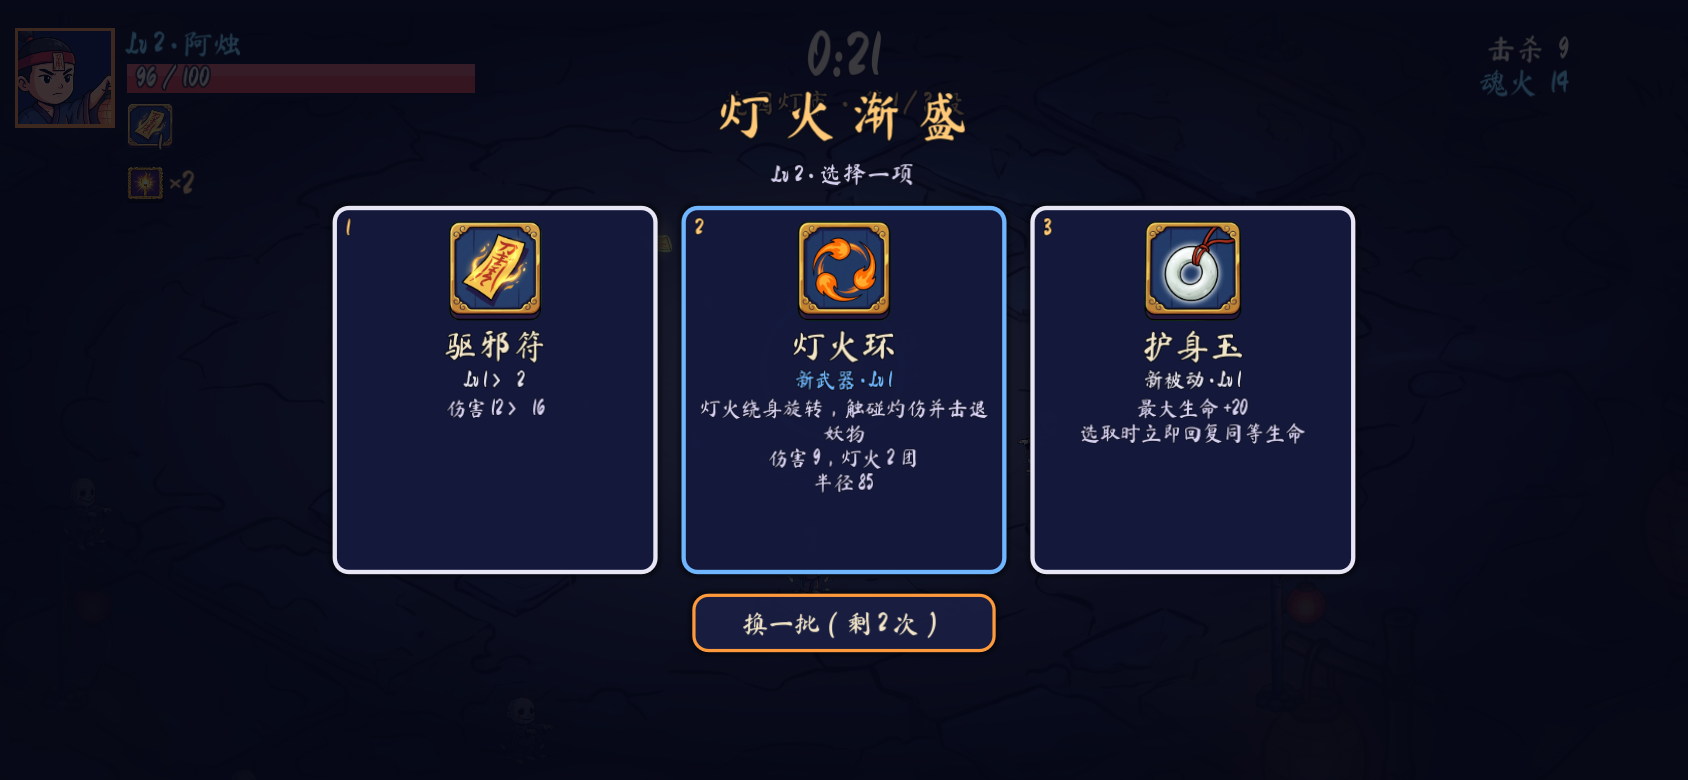 Lv 2·阿烛
96 / 100
×2
0:21
击杀 9
魂火 14
灯火渐盛
Lv 2·选择一项
1
驱邪符
Lv 1 > 2
伤害 12 > 16
2
灯火环
新武器·Lv 1
灯火绕身旋转，触碰灼伤并击退
妖物
伤害 9，灯火 2 团
半径 85
3
护身玉
新被动·Lv 1
最大生命 +20
选取时立即回复同等生命
换一批（剩 2 次）